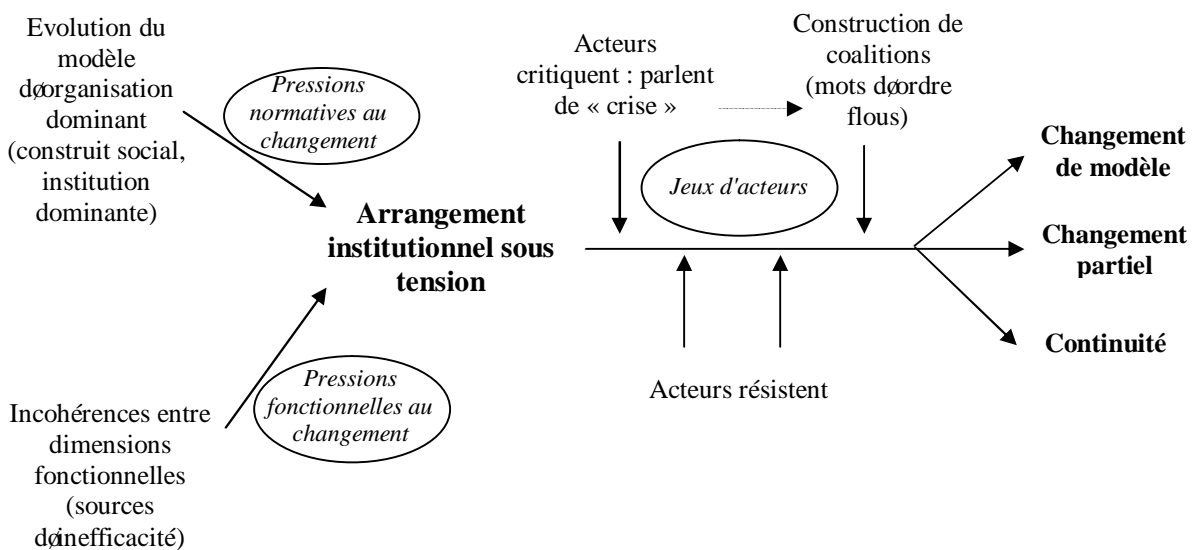 Evolution du
modèle
døorganisation
dominant
(construit social,
institution
dominante)
Pressions
normatives au
changement
Incohérences entre
dimensions
fonctionnelles
(sources
døinefficacité)
Pressions
fonctionnelles au
changement
Arrangement
institutionnel sous
tension
Acteurs
critiquent : parlent
de « crise »
Construction de
coalitions
(mots døordre
flous)
Jeux d'acteurs
Acteurs résistent
Changement
de modèle
Changement
partiel
Continuité